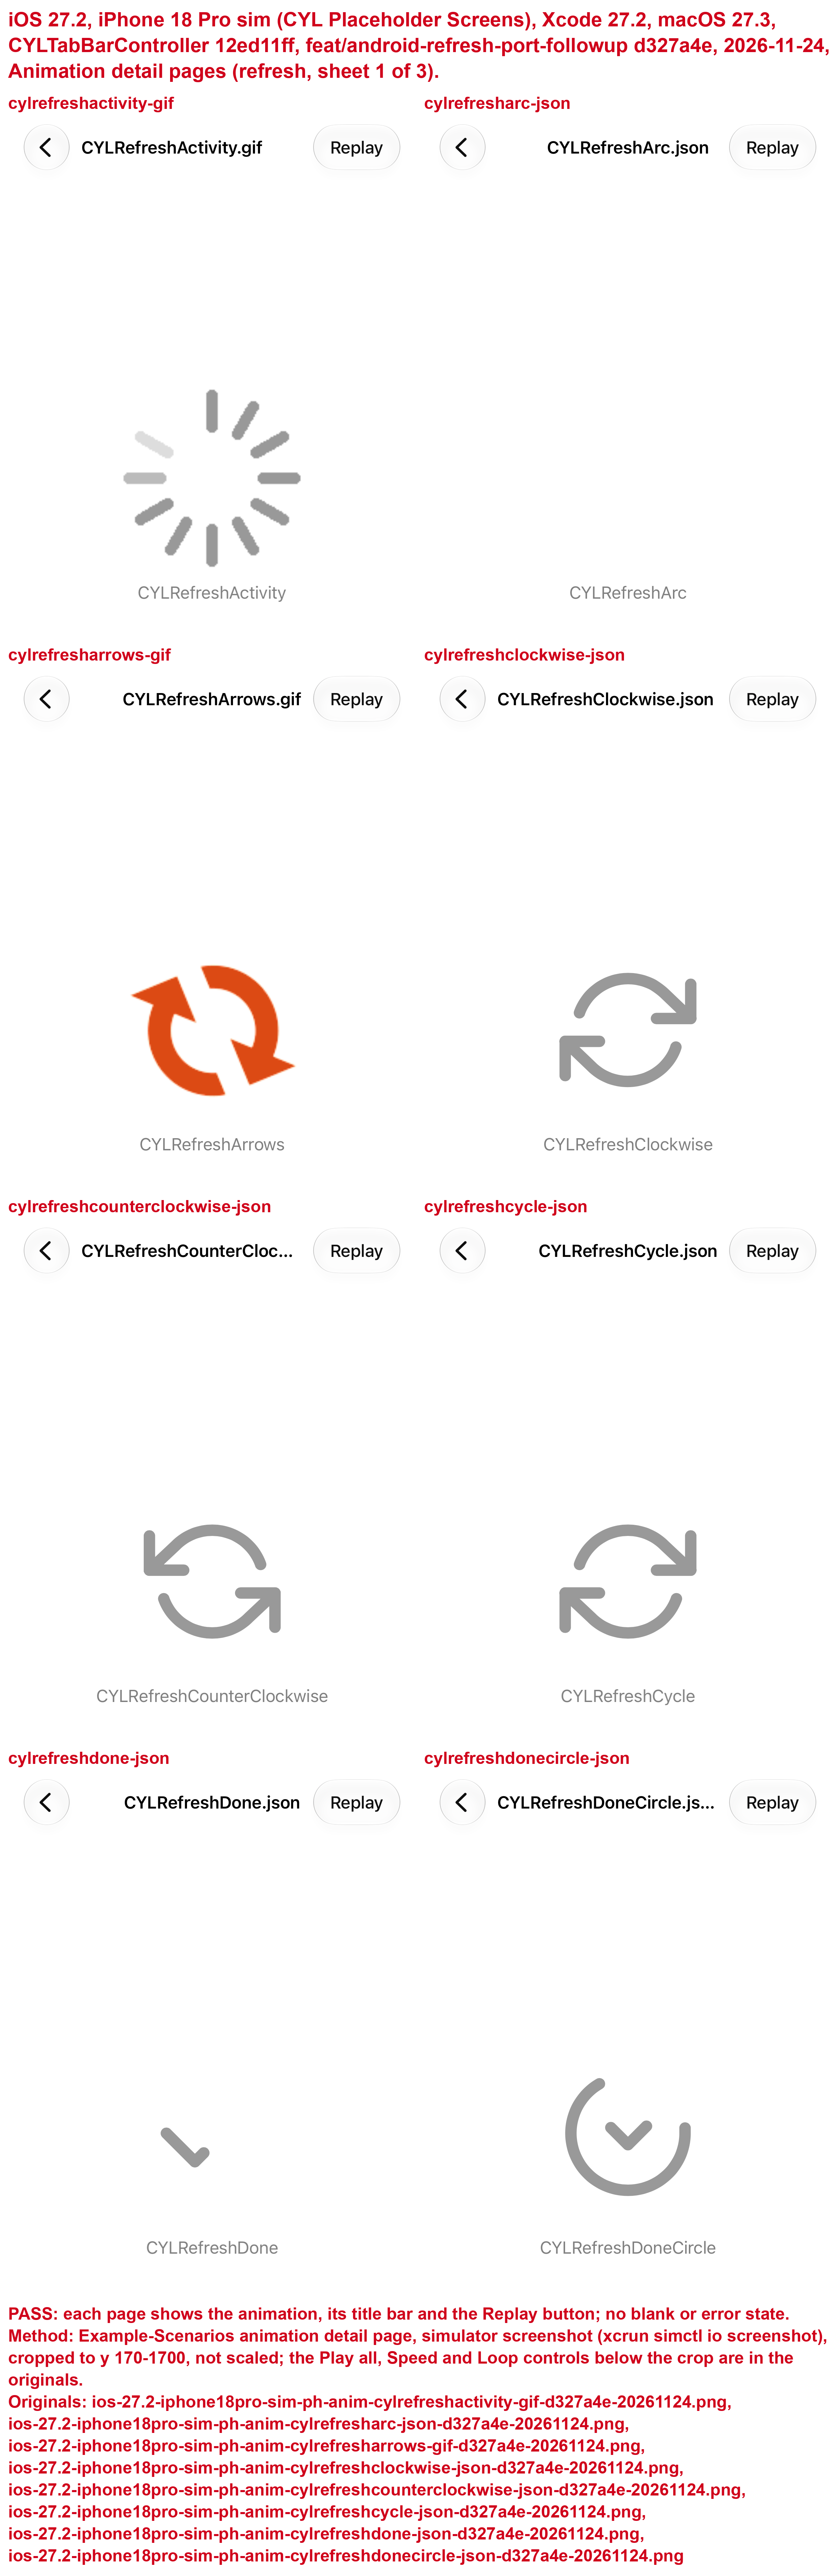 iOS 27.2, iPhone 18 Pro sim (CYL Placeholder Screens), Xcode 27.2, macOS 27.3,
CYLTabBarController 12ed11ff, feat/android-refresh-port-followup d327a4e, 2026-11-24,
Animation detail pages (refresh, sheet 1 of 3).
cylrefreshactivity-gif
cylrefresharc-json
CYLRefreshActivity.gif
Replay
CYLRefreshArc.json
Replay
CYLRefreshActivity
CYLRefreshArc
cylrefresharrows-gif
cylrefreshclockwise-json
CYLRefreshArrows.gif
Replay
CYLRefreshClockwise.json
Replay
CYLRefreshArrows
CYLRefreshClockwise
cylrefreshcounterclockwise-json
cylrefreshcycle-json
CYLRefreshCounterCloc...
Replay
CYLRefreshCycle.json
Replay
CYLRefreshCounterClockwise
CYLRefreshCycle
cylrefreshdone-json
cylrefreshdonecircle-json
CYLRefreshDone.json
Replay
CYLRefreshDoneCircle.js...
Replay
CYLRefreshDone
CYLRefreshDoneCircle
PASS: each page shows the animation, its title bar and the Replay button; no blank or error state.
Method: Example-Scenarios animation detail page, simulator screenshot (xcrun simctl io screenshot),
cropped to y 170-1700, not scaled; the Play all, Speed and Loop controls below the crop are in the
originals.
Originals: ios-27.2-iphone18pro-sim-ph-anim-cylrefreshactivity-gif-d327a4e-20261124.png,
ios-27.2-iphone18pro-sim-ph-anim-cylrefresharc-json-d327a4e-20261124.png,
ios-27.2-iphone18pro-sim-ph-anim-cylrefresharrows-gif-d327a4e-20261124.png,
ios-27.2-iphone18pro-sim-ph-anim-cylrefreshclockwise-json-d327a4e-20261124.png,
ios-27.2-iphone18pro-sim-ph-anim-cylrefreshcounterclockwise-json-d327a4e-20261124.png,
ios-27.2-iphone18pro-sim-ph-anim-cylrefreshcycle-json-d327a4e-20261124.png,
ios-27.2-iphone18pro-sim-ph-anim-cylrefreshdone-json-d327a4e-20261124.png,
ios-27.2-iphone18pro-sim-ph-anim-cylrefreshdonecircle-json-d327a4e-20261124.png